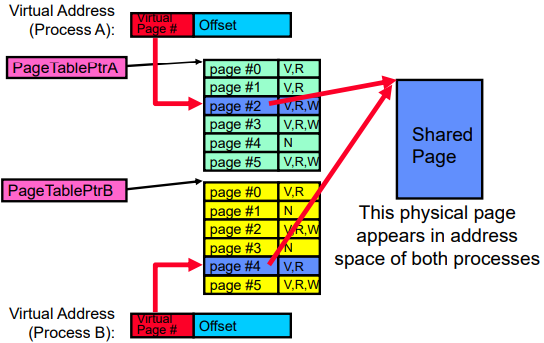 Virtual Address
(Process A):
Virtual
Page #
Offset
PageTablePtrA
page #0 V,R
page #1 V,R
page #2 V,R,W
page #3 V,R,W
page #4 N
page #5 V,R,W
Shared
Page
This physical page
appears in address
space of both processes
PageTablePtrB
page #0 V,R
page #1 N
page #2 V,R,W
page #3 N
page #4 V,R
page #5 V,R,W
Virtual Address
(Process B):
Virtual
Page #
Offset